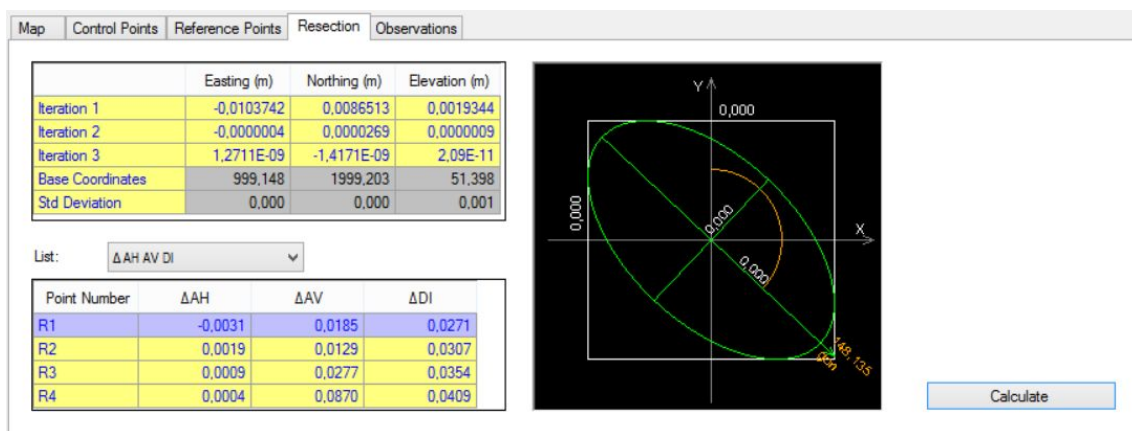 Map Control Points Reference Points Resection Observations
Easting (m) Northing (m) Elevation (m)
Iteration 1 -0,0103742 0,0086513 0,0019344
Iteration 2 -0,0000004 0,0000269 0,0000009
Iteration 3 1,2711E-09 -1,4171E-09 2,09E-11
Base Coordinates 999,148 1999,203 51,398
Std Deviation 0,000 0,000 0,001
List: Δ AH AV DI
Point Number ΔAH ΔAV ΔDI
R1 -0,0031 0,0185 0,0271
R2 0,0019 0,0129 0,0307
R3 0,0009 0,0277 0,0354
R4 0,0004 0,0870 0,0409
Y
0,000
0,000
0,000
X
0,000
148,135
gon
Calculate